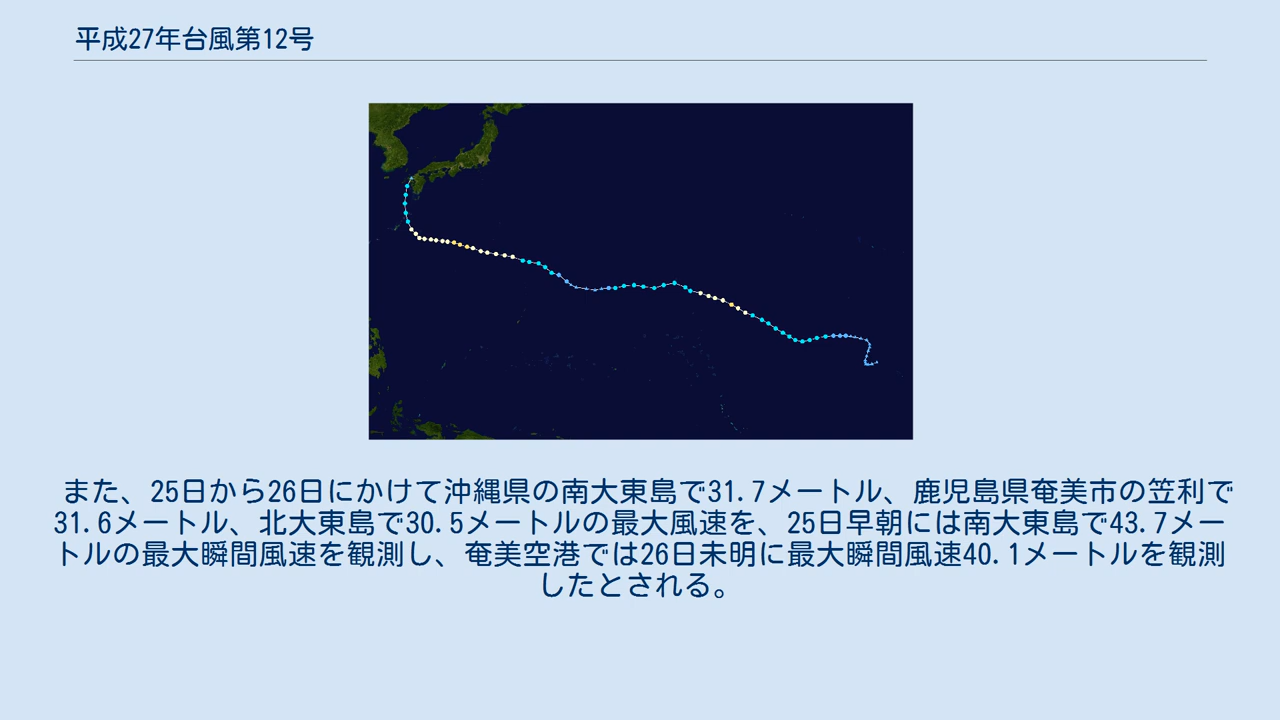 平成27年台風第12号
また、25日から26日にかけて沖縄県の南大東島で31.7メートル、鹿児島県奄美市の笠利で
31.6メートル、北大東島で30.5メートルの最大風速を、25日早朝には南大東島で43.7メー
トルの最大瞬間風速を観測し、奄美空港では26日未明に最大瞬間風速40.1メートルを観測
したとされる。